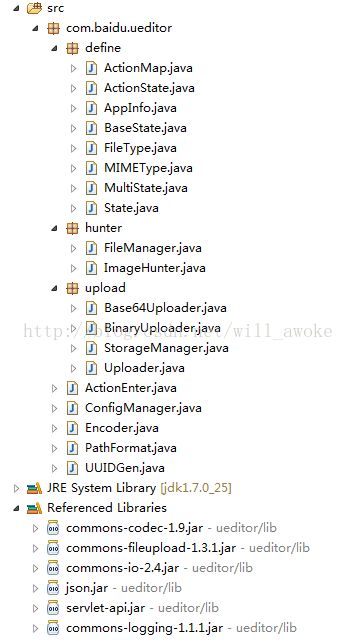 src
com.baidu.ueditor
define
ActionMap.java
ActionState.java
AppInfo.java
BaseState.java
FileType.java
MIMEType.java
MultiState.java
State.java
hunter
FileManager.java
ImageHunter.java
upload
Base64Uploader.java
http://blog.csdn.net/will_awoke
BinaryUploader.java
StorageManager.java
Uploader.java
ActionEnter.java
ConfigManager.java
Encoder.java
PathFormat.java
UUIDGen.java
JRE System Library [jdk1.7.0_25]
Referenced Libraries
commons-codec-1.9.jar - ueditor/lib
commons-fileupload-1.3.1.jar - ueditor/lib
commons-io-2.4.jar - ueditor/lib
json.jar - ueditor/lib
servlet-api.jar - ueditor/lib
commons-logging-1.1.1.jar - ueditor/lib